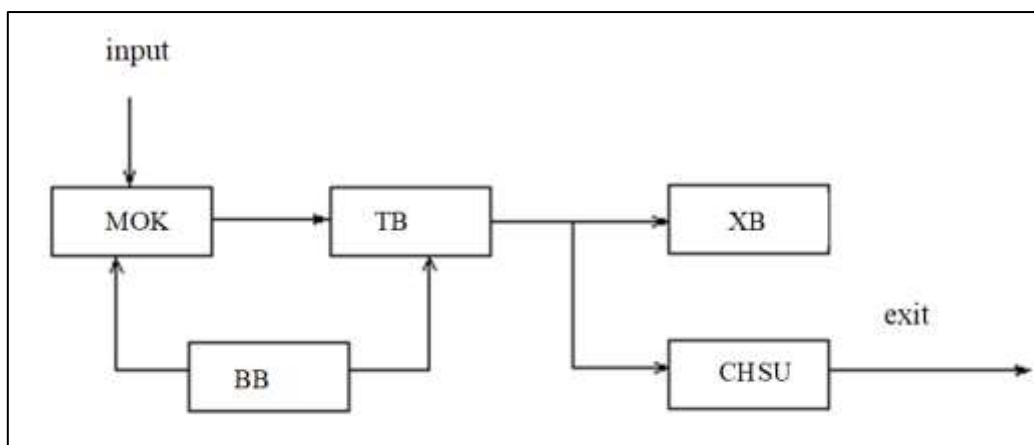 input
MOK
TB
XB
BB
CHSU
exit